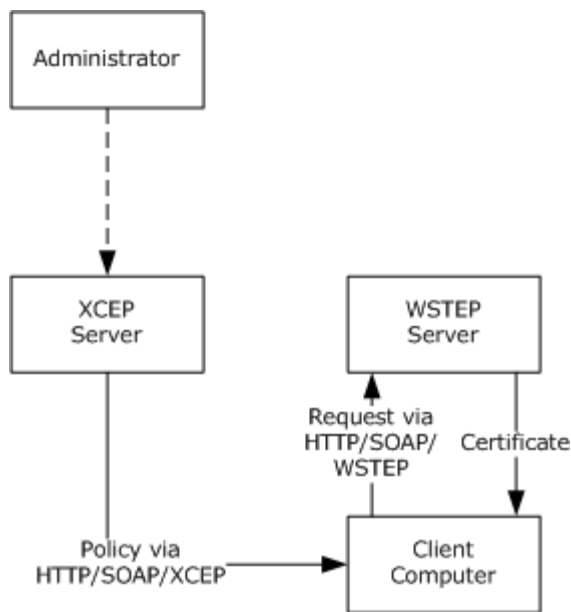 Administrator
XCEP
Server
WSTEP
Server
Request via
HTTP/SOAP/
WSTEP
Certificate
Policy via
HTTP/SOAP/XCEP
Client
Computer